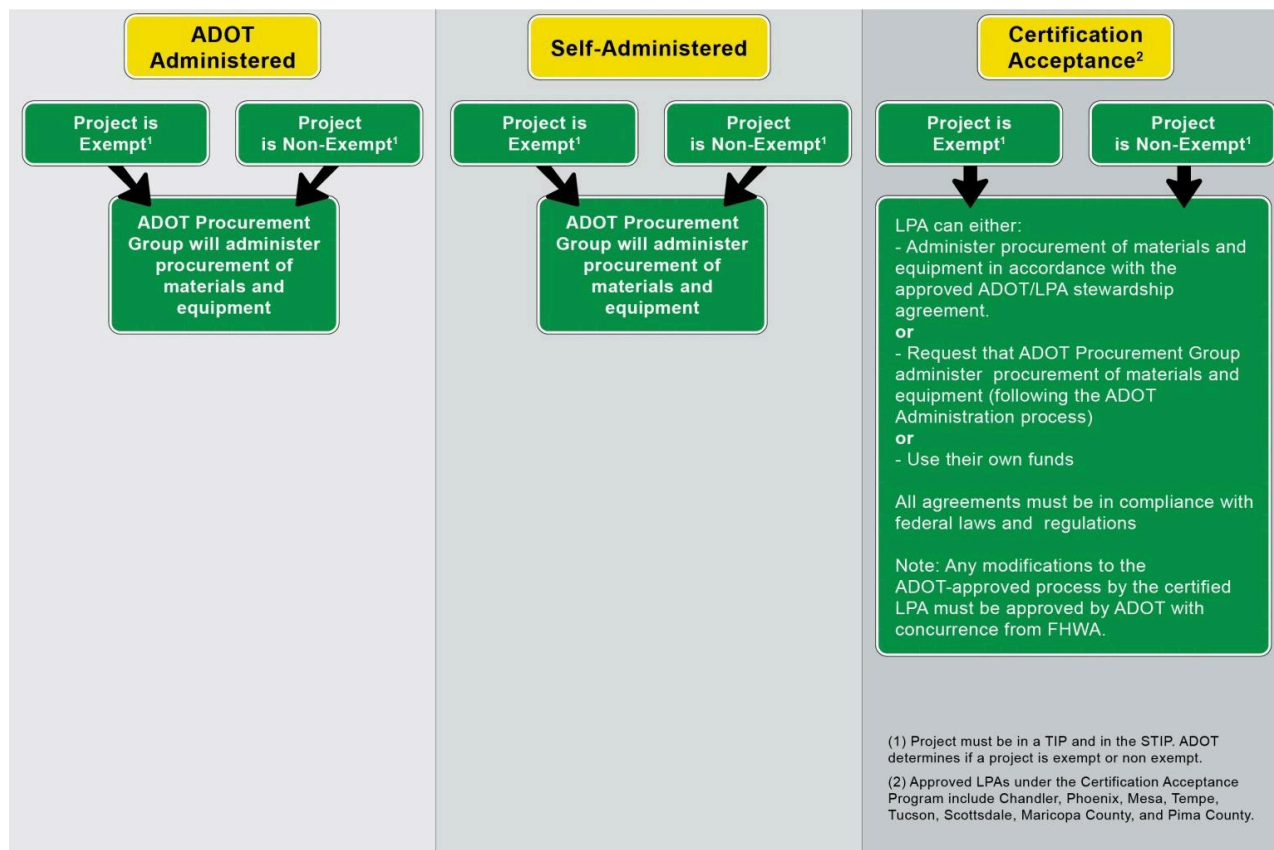 ADOT
Administered
Project is
Exempt¹
Project
is Non-Exempt¹
ADOT Procurement
Group will administer
procurement of
materials and
equipment
Self-Administered
Project is
Exempt¹
Project
is Non-Exempt¹
ADOT Procurement
Group will administer
procurement of
materials and
equipment
Certification
Acceptance²
Project is
Exempt¹
Project
is Non-Exempt¹
LPA can either:
- Administer procurement of materials and
equipment in accordance with the
approved ADOT/LPA stewardship
agreement.
or
- Request that ADOT Procurement Group
administer procurement of materials and
equipment (following the ADOT
Administration process)
or
- Use their own funds
All agreements must be in compliance with
federal laws and regulations
Note: Any modifications to the
ADOT-approved process by the certified
LPA must be approved by ADOT with
concurrence from FHWA.
(1) Project must be in a TIP and in the STIP. ADOT
determines if a project is exempt or non exempt.
(2) Approved LPAs under the Certification Acceptance
Program include Chandler, Phoenix, Mesa, Tempe,
Tucson, Scottsdale, Maricopa County, and Pima County.